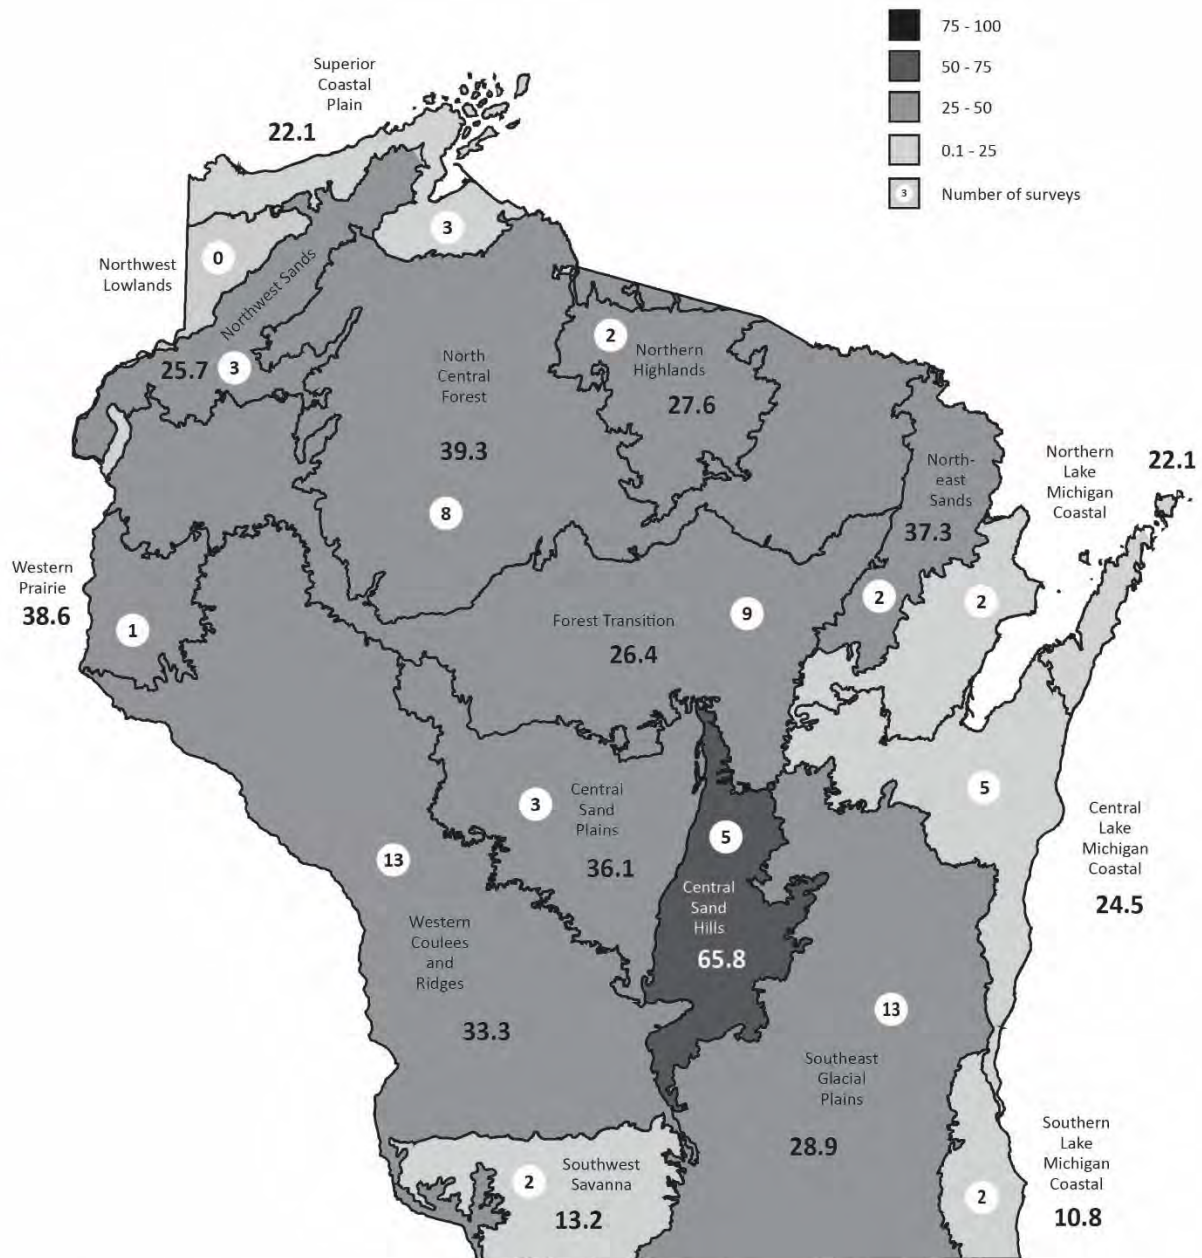 75 - 100
50 - 75
25 - 50
0.1 - 25
3 Number of surveys
Superior
Coastal
Plain
22.1
3
0
Northwest
Lowlands
Northwest Sands
25.7
3
North
Central
Forest
39.3
8
2
Northern
Highlands
27.6
North-
east
Sands
37.3
2
Northern
Lake
Michigan
Coastal
22.1
2
Western
Prairie
38.6
1
Forest Transition
26.4
9
3
Central
Sand
Plains
36.1
5
Central
Sand
Hills
65.8
5
Central
Lake
Michigan
Coastal
24.5
13
Western
Coulees
and
Ridges
33.3
13
Southeast
Glacial
Plains
28.9
2
Southwest
Savanna
13.2
2
Southern
Lake
Michigan
Coastal
10.8